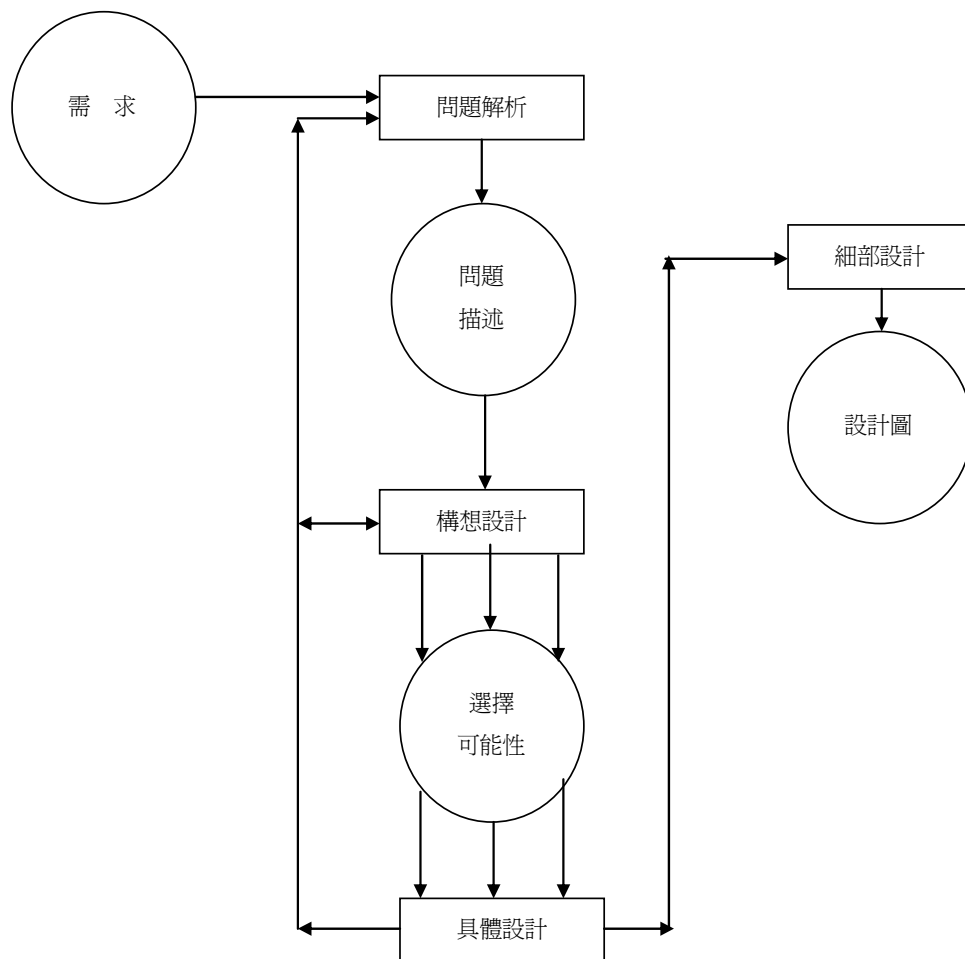 需 求
問題解析
問題
描述
構想設計
選擇
可能性
具體設計
細部設計
設計圖